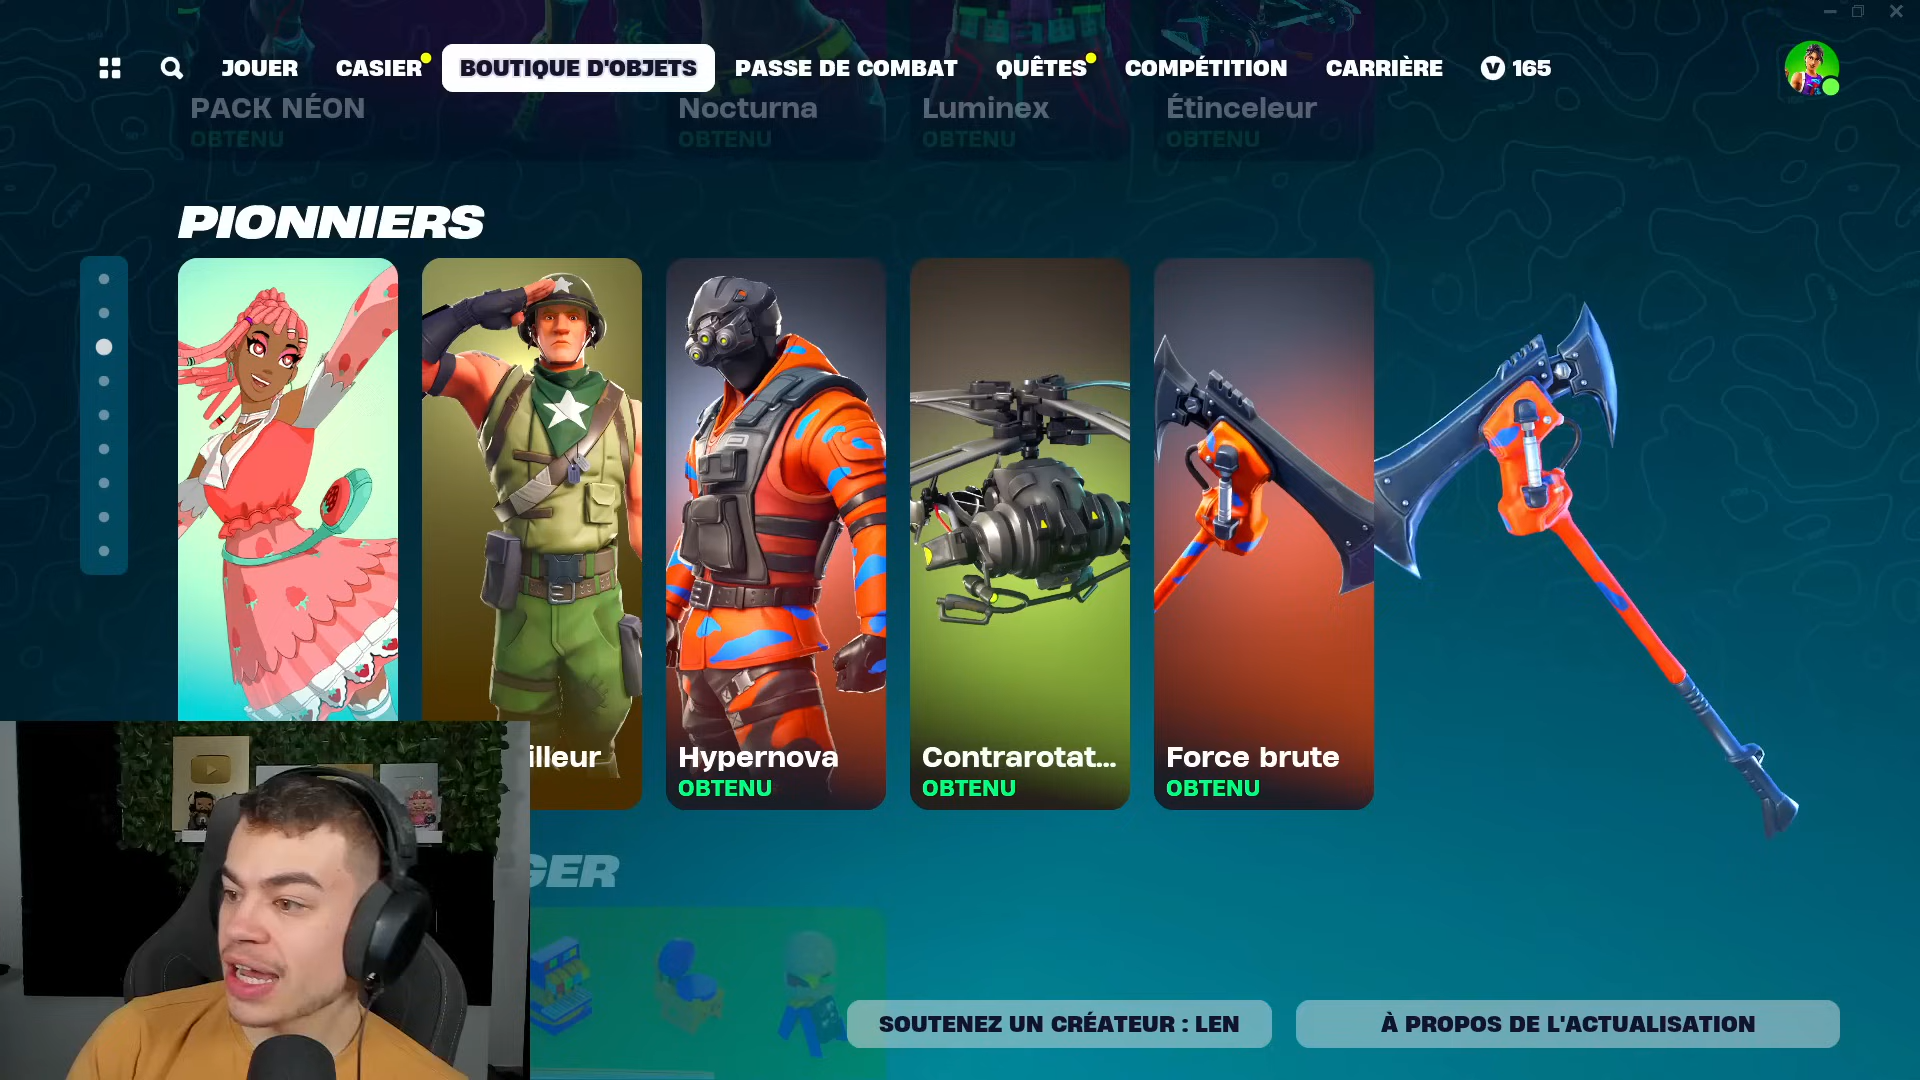 JOUER
CASIER
BOUTIQUE D'OBJETS
PASSE DE COMBAT
QUÊTES
COMPÉTITION
CARRIÈRE
165
PACK NÉON
OBTENU
Nocturna
OBTENU
Luminex
OBTENU
Étinceleur
OBTENU
PIONNIERS
illeur
Hypernova
OBTENU
Contrarotat...
OBTENU
Force brute
OBTENU
GER
SOUTENEZ UN CRÉATEUR : LEN
À PROPOS DE L'ACTUALISATION